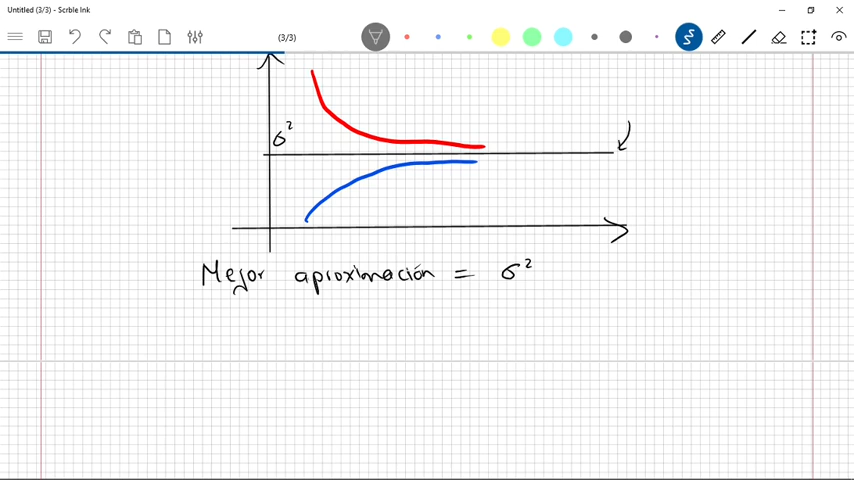 Untitled (3/3) - Scrble Ink
(3/3)
σ²
Mejor aproximación = σ²